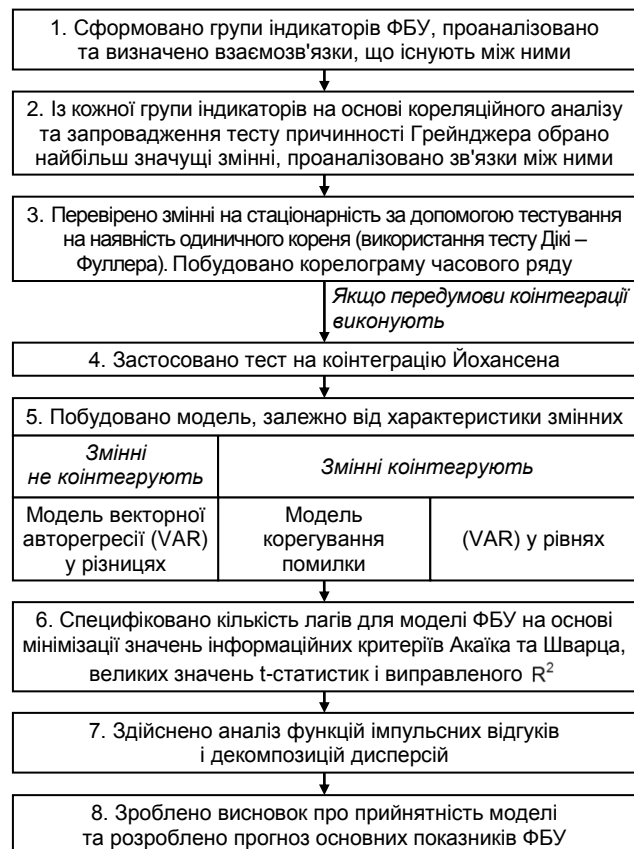 1. Сформовано групи індикаторів ФБУ, проаналізовано
та визначено взаємозв'язки, що існують між ними
2. Із кожної групи індикаторів на основі кореляційного аналізу
та запровадження тесту причинності Грейнджера обрано
найбільш значущі змінні, проаналізовано зв'язки між ними
3. Перевірено змінні на стаціонарність за допомогою тестування
на наявність одиничного кореня (використання тесту Дікі –
Фуллера). Побудовано корелограму часового ряду
Якщо передумови коінтеграції
виконують
4. Застосовано тест на коінтеграцію Йохансена
5. Побудовано модель, залежно від характеристики змінних
Змінні
не коінтегрують
Змінні коінтегрують
Модель векторної
авторегресії (VAR)
у різницях
Модель
корегування
помилки
(VAR) у рівнях
6. Специфіковано кількість лагів для моделі ФБУ на основі
мінімізації значень інформаційних критеріїв Акаїка та Шварца,
великих значень t-статистик і виправленого R²
7. Здійснено аналіз функцій імпульсних відгуків
і декомпозицій дисперсій
8. Зроблено висновок про прийнятність моделі
та розроблено прогноз основних показників ФБУ